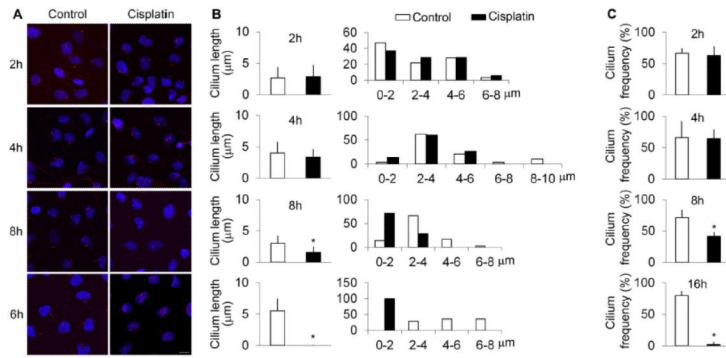 A
Control Cisplatin
2h
4h
8h
6h
B
Control Cisplatin
Cilium length (μm)
10
5
0
2h
60
40
20
0
0-2 2-4 4-6 6-8 μm
Cilium length (μm)
10
5
0
4h
100
50
0
0-2 2-4 4-6 6-8 8-10 μm
Cilium length (μm)
10
5
0
8h
*
100
50
0
0-2 2-4 4-6 6-8 μm
Cilium length (μm)
10
5
0
16h
*
150
100
50
0
0-2 2-4 4-6 6-8 μm
C
Cilium frequency (%)
100
50
0
2h
Cilium frequency (%)
100
50
0
4h
Cilium frequency (%)
100
50
0
8h
*
Cilium frequency (%)
100
50
0
16h
*